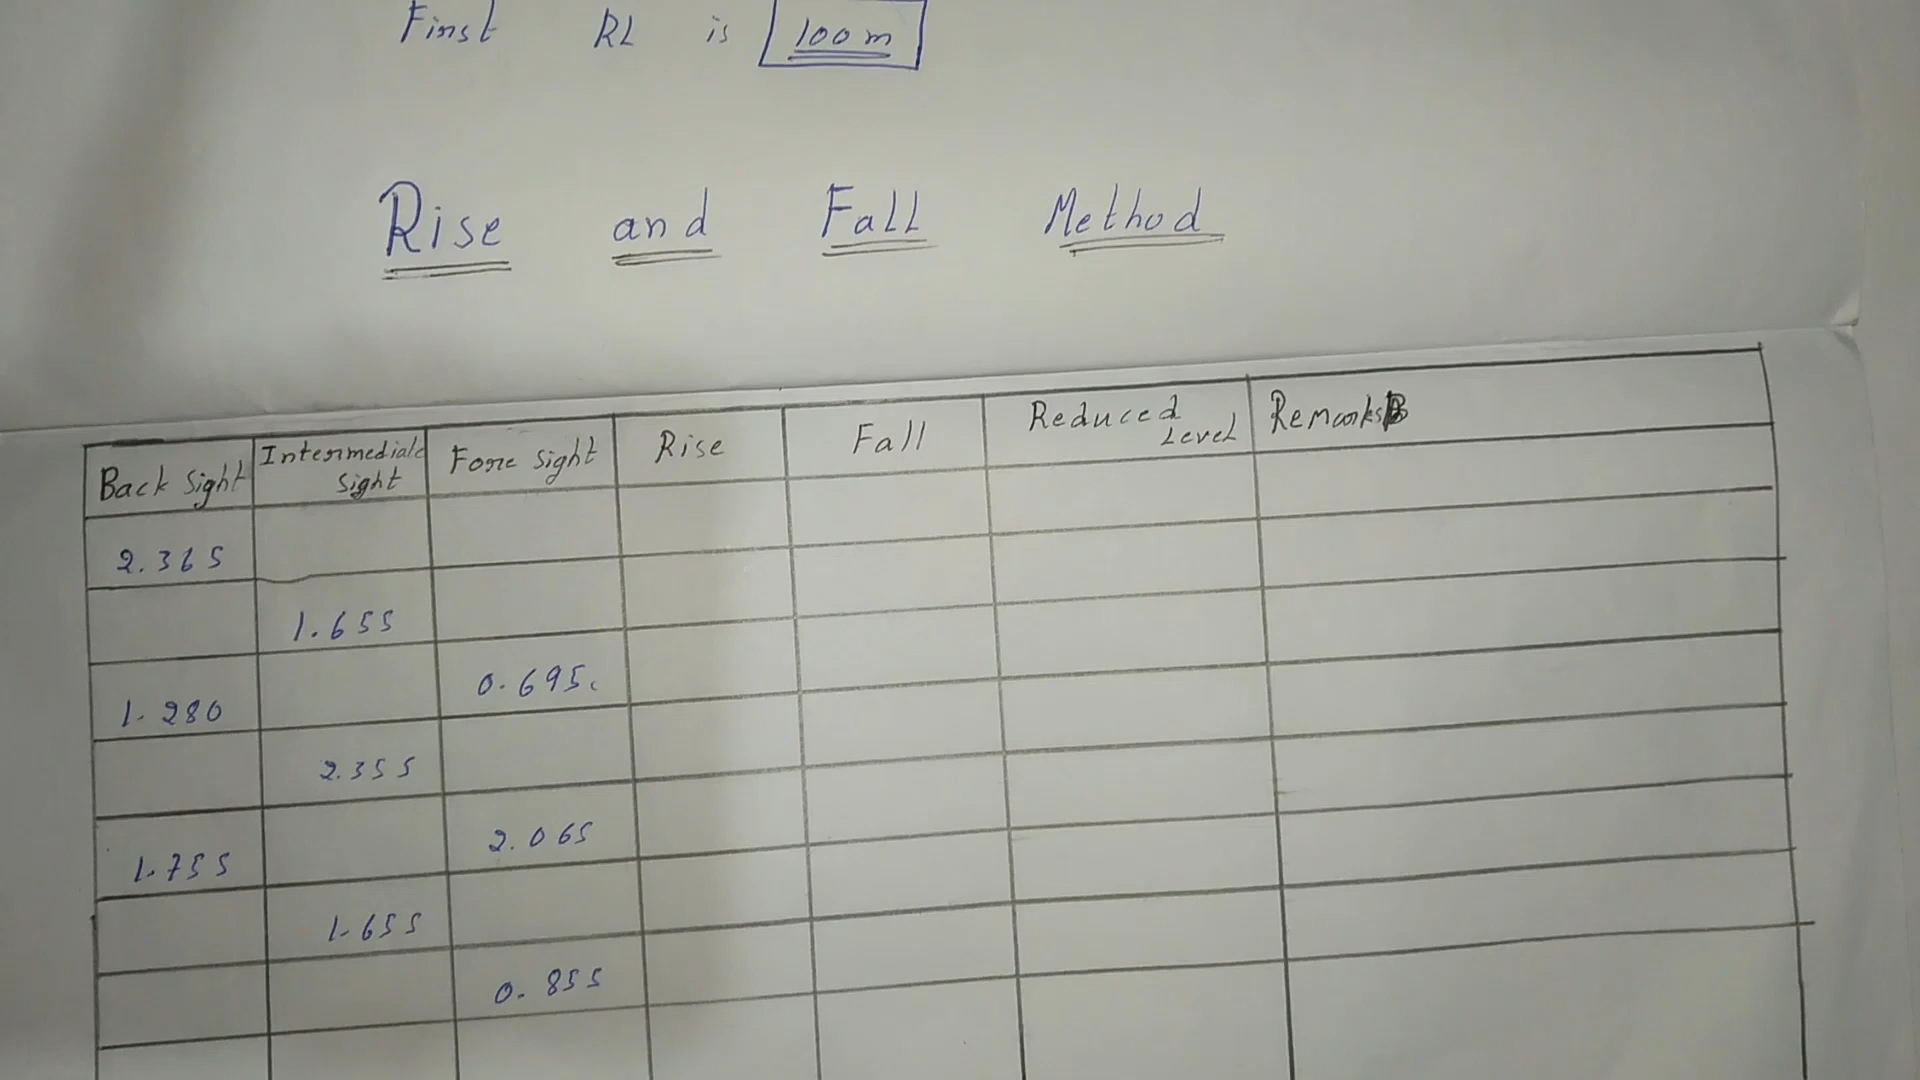 First RL is 100m
Rise and Fall Method
Back Sight Intermediate Sight Fore Sight Rise Fall Reduced Level Remarks
2.365
1.655
1.280 0.695
2.355
1.755 2.065
1.655
0.855